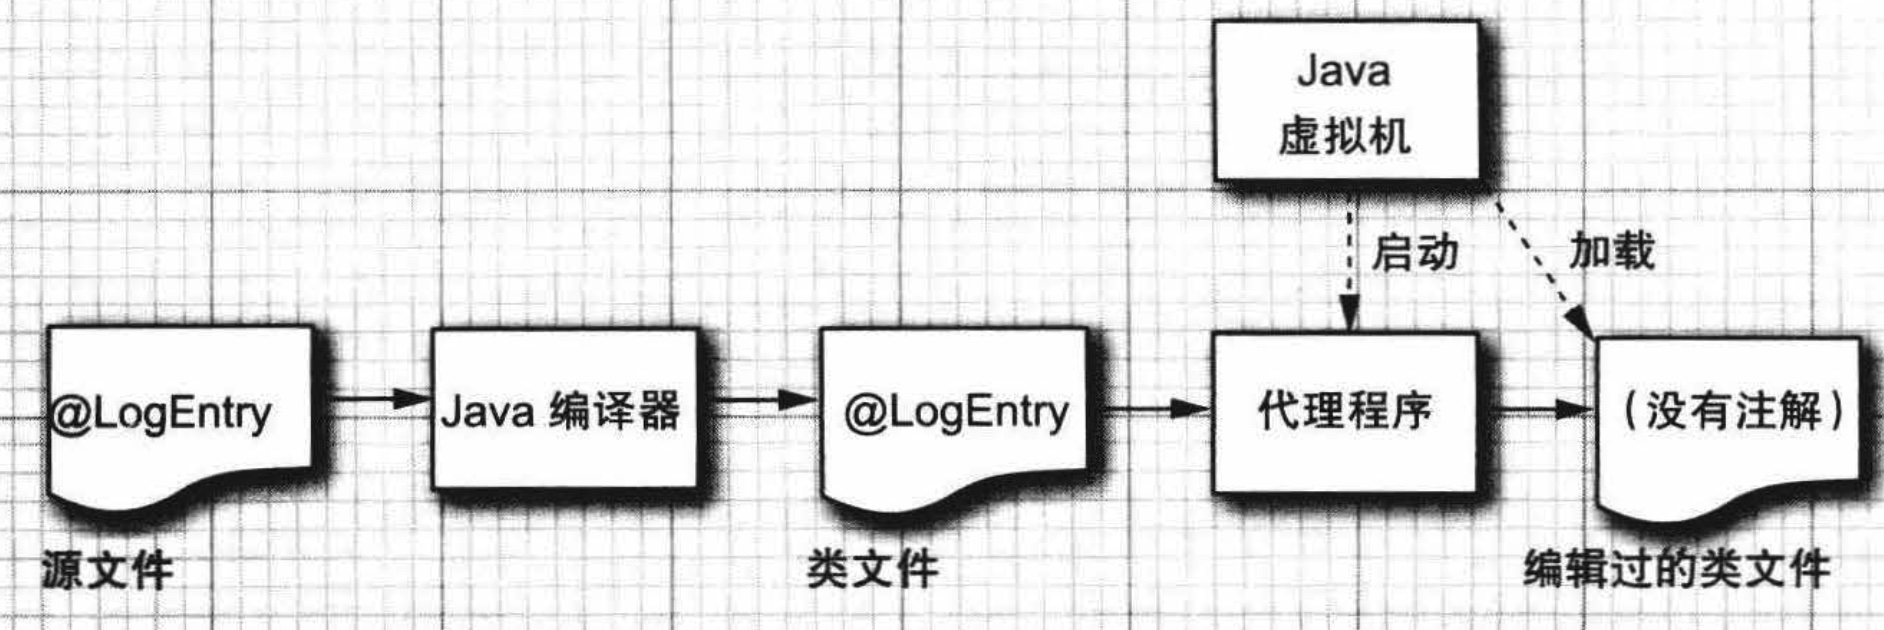 Java
虚拟机
启动
加载
@LogEntry
Java 编译器
@LogEntry
代理程序
（没有注解）
源文件
类文件
编辑过的类文件